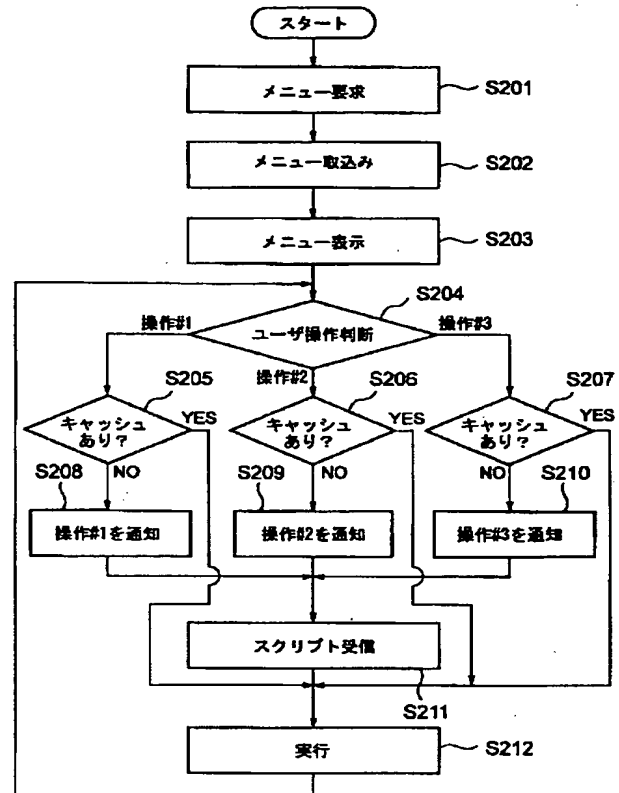 スタート
メニュー要求
S201
メニュー取込み
S202
メニュー表示
S203
S204
操作#1
ユーザ操作判断
操作#3
操作#2
S205
S206
S207
キャッシュ
あり？
YES
キャッシュ
あり？
YES
キャッシュ
あり？
YES
S208
NO
S209
NO
NO
S210
操作#1を通知
操作#2を通知
操作#3を通知
スクリプト受信
S211
実行
S212